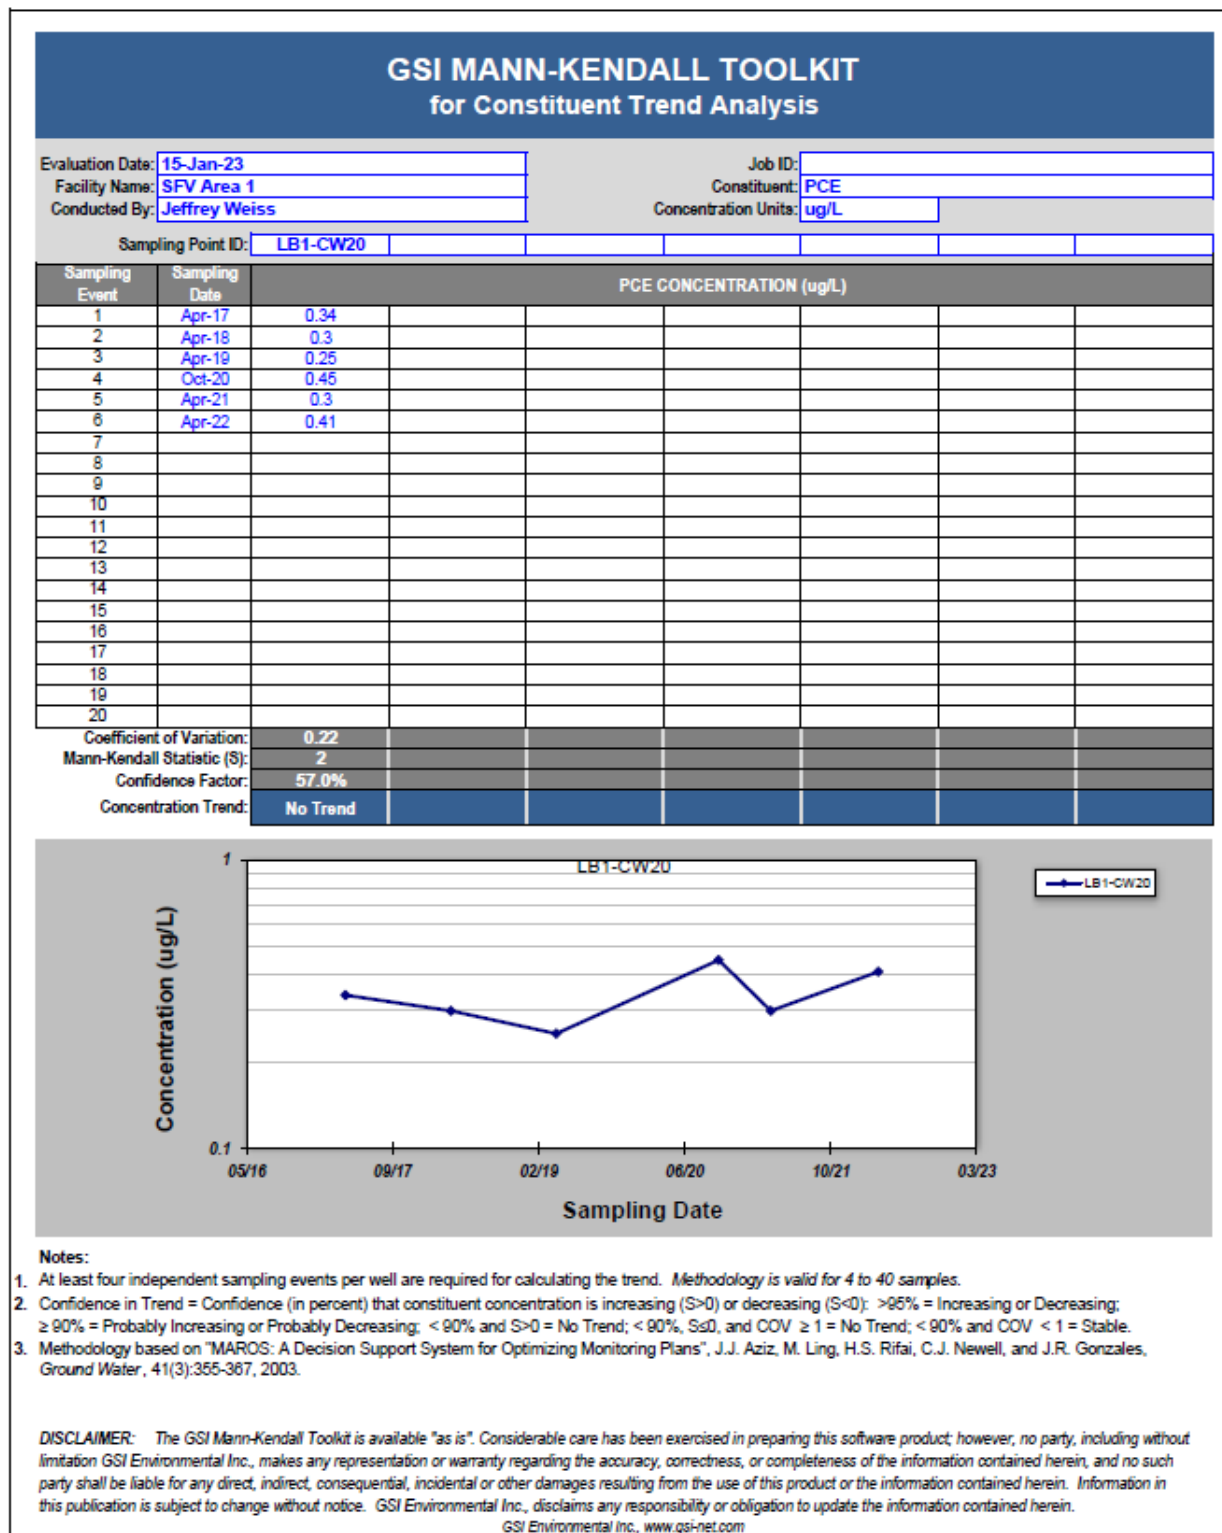 GSI MANN-KENDALL TOOLKIT
for Constituent Trend Analysis
Evaluation Date: 15-Jan-23 Job ID:
Facility Name: SFV Area 1 Constituent: PCE
Conducted By: Jeffrey Weiss Concentration Units: ug/L
Sampling Point ID: LB1-CW20
Sampling Event Sampling Date PCE CONCENTRATION (ug/L)
1 Apr-17 0.34
2 Apr-18 0.3
3 Apr-19 0.25
4 Oct-20 0.45
5 Apr-21 0.3
6 Apr-22 0.41
7
8
9
10
11
12
13
14
15
16
17
18
19
20
Coefficient of Variation: 0.22
Mann-Kendall Statistic (S): 2
Confidence Factor: 57.0%
Concentration Trend: No Trend
LB1-CW20
LB1-CW20
Concentration (ug/L)
1
0.1
05/16 09/17 02/19 06/20 10/21 03/23
Sampling Date
Notes:
1. At least four independent sampling events per well are required for calculating the trend. Methodology is valid for 4 to 40 samples.
2. Confidence in Trend = Confidence (in percent) that constituent concentration is increasing (S>0) or decreasing (S<0): >95% = Increasing or Decreasing;
≥ 90% = Probably Increasing or Probably Decreasing; < 90% and S>0 = No Trend; < 90%, S≤0, and COV ≥ 1 = No Trend; < 90% and COV < 1 = Stable.
3. Methodology based on "MAROS: A Decision Support System for Optimizing Monitoring Plans", J.J. Aziz, M. Ling, H.S. Rifai, C.J. Newell, and J.R. Gonzales,
Ground Water, 41(3):355-367, 2003.
DISCLAIMER: The GSI Mann-Kendall Toolkit is available "as is". Considerable care has been exercised in preparing this software product; however, no party, including without
limitation GSI Environmental Inc., makes any representation or warranty regarding the accuracy, correctness, or completeness of the information contained herein, and no such
party shall be liable for any direct, indirect, consequential, incidental or other damages resulting from the use of this product or the information contained herein. Information in
this publication is subject to change without notice. GSI Environmental Inc., disclaims any responsibility or obligation to update the information contained herein.
GSI Environmental Inc., www.gsi-net.com